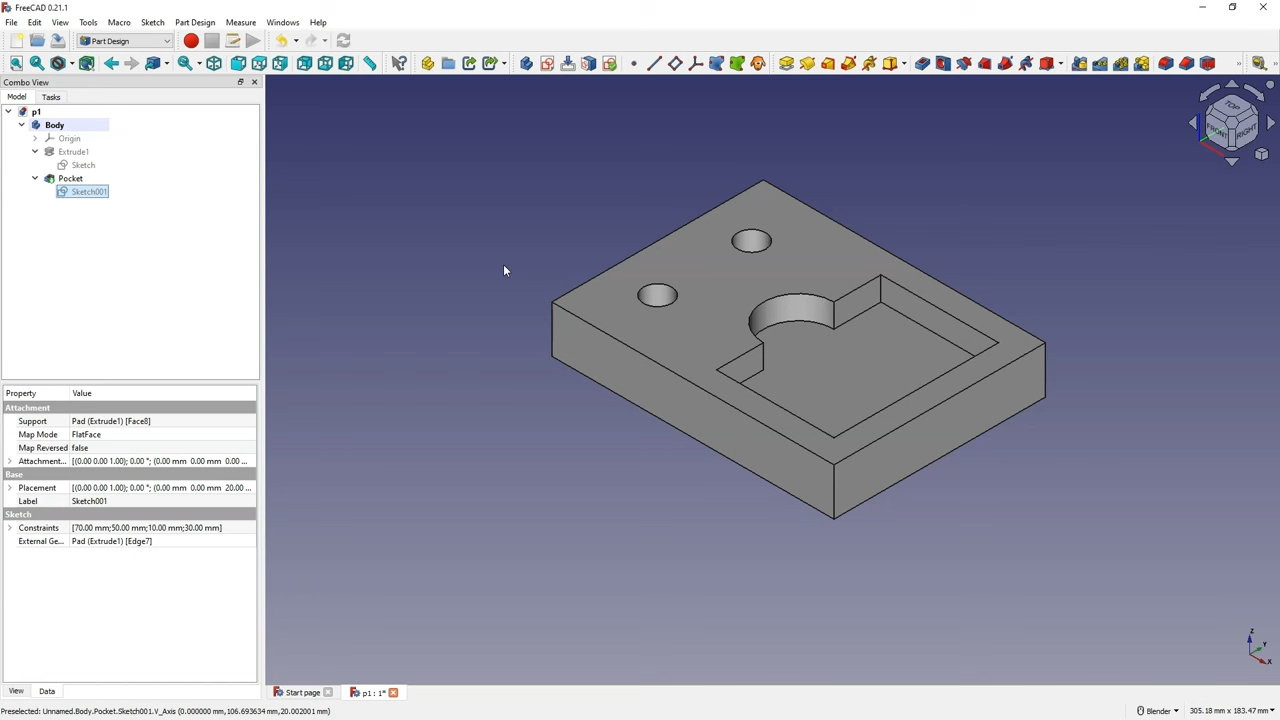 FreeCAD 0.21.1
File Edit View Tools Macro Sketch Part Design Measure Windows Help
Part Design
Combo View
Model Tasks
p1
Body
Origin
Extrude1
Sketch
Pocket
Sketch001
TOP
FRONT RIGHT
Property Value
Attachment
Support Pad (Extrude1) [Face8]
Map Mode FlatFace
Map Reversed false
Attachment... [(0.00 0.00 1.00); 0.00 °; (0.00 mm 0.00 mm 0.00 ...
Base
Placement [(0.00 0.00 1.00); 0.00 °; (0.00 mm 0.00 mm 20.00 ...
Label Sketch001
Sketch
Constraints [70.00 mm;50.00 mm;10.00 mm;30.00 mm]
External Ge... Pad (Extrude1) [Edge7]
Z
Y
X
View Data
Start page p1 : 1*
Preselected: Unnamed.Body.Pocket.Sketch001.V_Axis (0.000000 mm,106.693634 mm,20.002001 mm)
Blender 305.18 mm x 183.47 mm